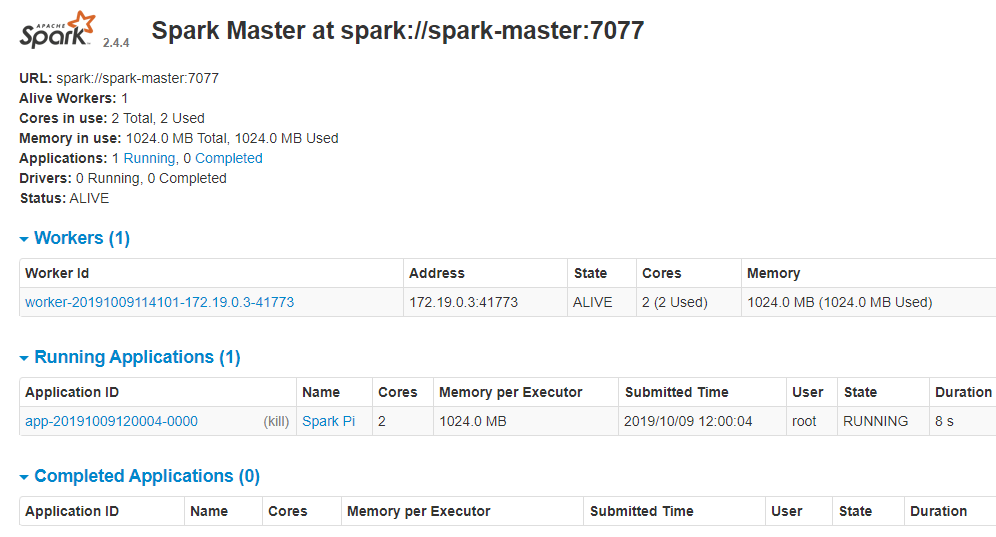 APACHE
Spark 2.4.4 Spark Master at spark://spark-master:7077
URL: spark://spark-master:7077
Alive Workers: 1
Cores in use: 2 Total, 2 Used
Memory in use: 1024.0 MB Total, 1024.0 MB Used
Applications: 1 Running, 0 Completed
Drivers: 0 Running, 0 Completed
Status: ALIVE
Workers (1)
Worker Id Address State Cores Memory
worker-20191009114101-172.19.0.3-41773 172.19.0.3:41773 ALIVE 2 (2 Used) 1024.0 MB (1024.0 MB Used)
Running Applications (1)
Application ID Name Cores Memory per Executor Submitted Time User State Duration
app-20191009120004-0000 (kill) Spark Pi 2 1024.0 MB 2019/10/09 12:00:04 root RUNNING 8 s
Completed Applications (0)
Application ID Name Cores Memory per Executor Submitted Time User State Duration